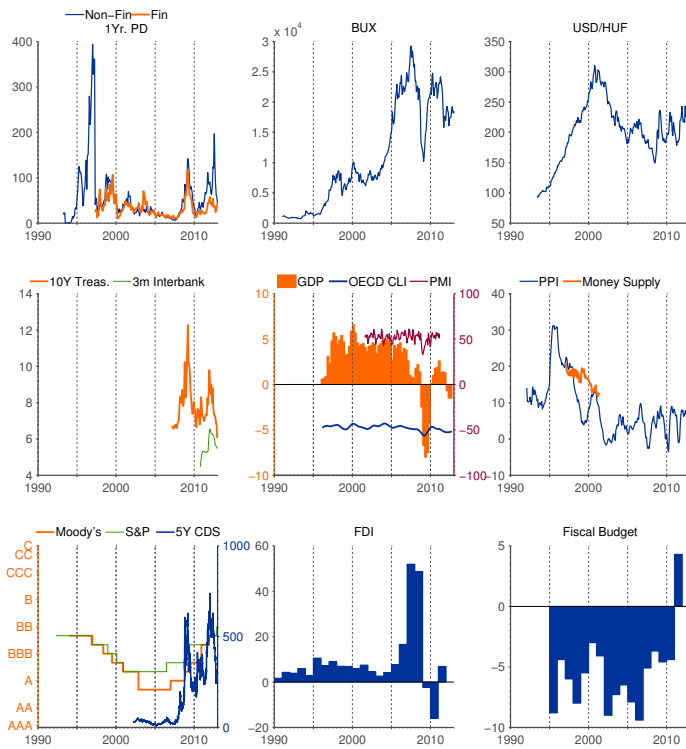 Non−Fin Fin
1Yr. PD
400
300
200
100
0
1990 2000 2010
BUX
x 10^4
3
2.5
2
1.5
1
0.5
0
1990 2000 2010
USD/HUF
350
300
250
200
150
100
50
1990 2000 2010
10Y Treas. 3m Interbank
14
12
10
8
6
4
1990 2000 2010
GDP OECD CLI PMI
10 100
5 50
0 0
−5 −50
−10 −100
1990 2000 2010
PPI Money Supply
40
30
20
10
0
−10
1990 2000 2010
Moody's S&P 5Y CDS
C 1000
CC
CCC
B
BB 500
BBB
A
AA
AAA 0
1990 2000 2010
FDI
60
40
20
0
−20
1990 2000 2010
Fiscal Budget
5
0
−5
−10
1990 2000 2010